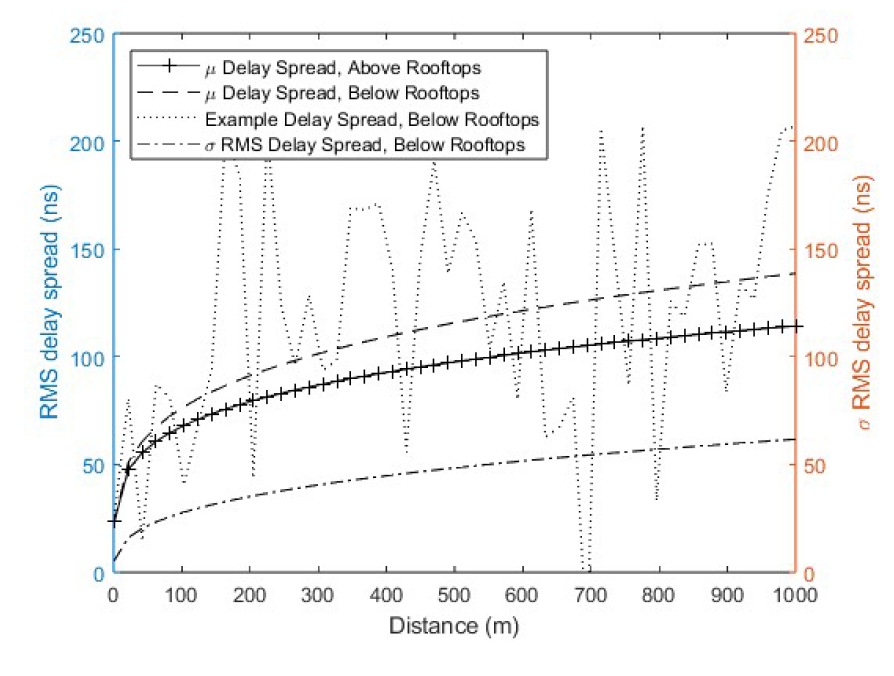 250
200
150
100
50
0
RMS delay spread (ns)
μ Delay Spread, Above Rooftops
μ Delay Spread, Below Rooftops
Example Delay Spread, Below Rooftops
σ RMS Delay Spread, Below Rooftops
250
200
150
100
50
0
σ RMS delay spread (ns)
0 100 200 300 400 500 600 700 800 900 1000
Distance (m)